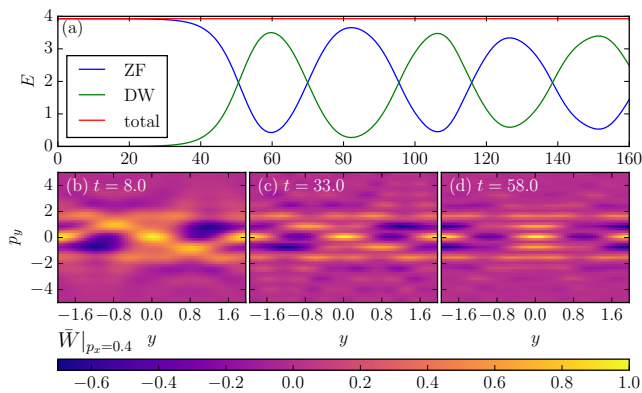 (a)
E
4
3
2
1
0
ZF
DW
total
0 20 40 60 80 100 120 140 160
(b) t = 8.0 (c) t = 33.0 (d) t = 58.0
p_y
4
2
0
−2
−4
−1.6 −0.8 0.0 0.8 1.6 −1.6 −0.8 0.0 0.8 1.6 −1.6 −0.8 0.0 0.8 1.6
y y y
W̄|_{p_x=0.4}
−0.6 −0.4 −0.2 0.0 0.2 0.4 0.6 0.8 1.0